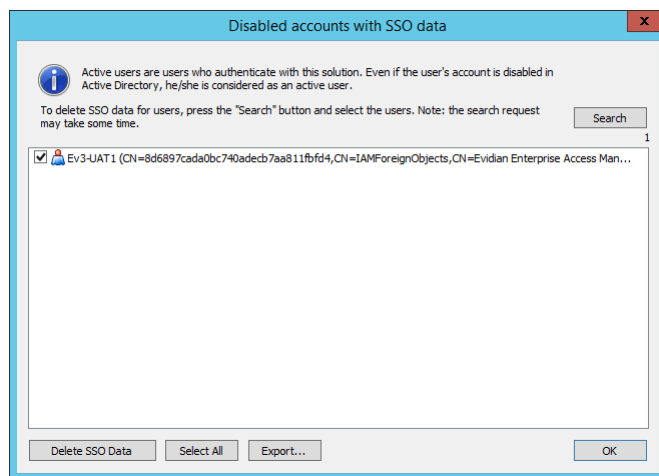 Disabled accounts with SSO data
x
Active users are users who authenticate with this solution. Even if the user's account is disabled in
Active Directory, he/she is considered as an active user.
To delete SSO data for users, press the "Search" button and select the users. Note: the search request
may take some time.
Search
1
Ev3-UAT1 (CN=8d6897cada0bc740adecb7aa811fbfd4,CN=IAMForeignObjects,CN=Evidian Enterprise Access Man...
Delete SSO Data
Select All
Export...
OK